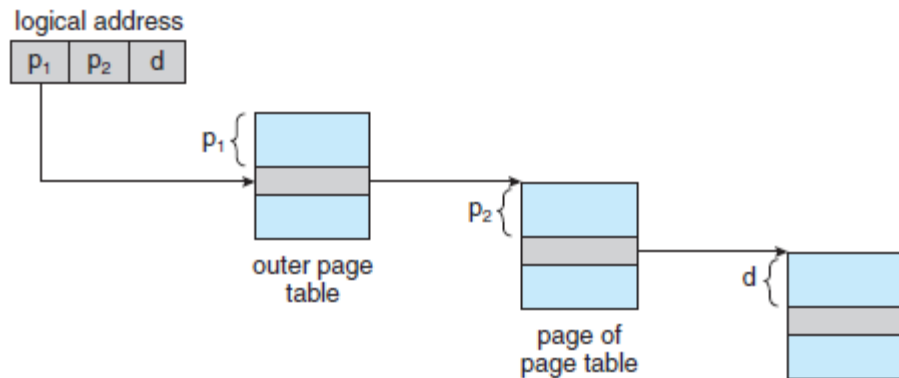 logical address
p₁ p₂ d
p₁
outer page
table
p₂
page of
page table
d